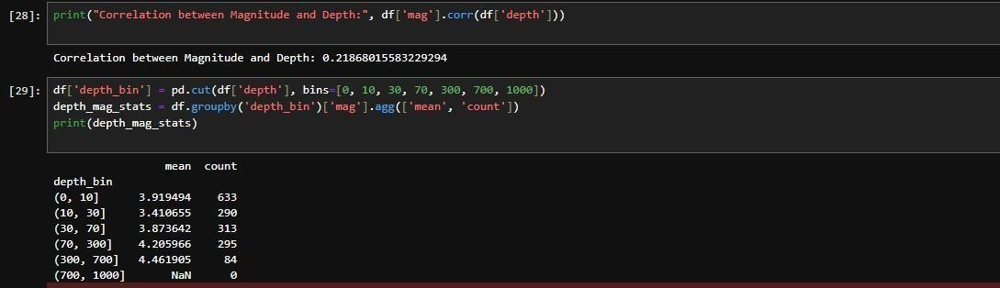 [28]: print("Correlation between Magnitude and Depth:", df['mag'].corr(df['depth']))
Correlation between Magnitude and Depth: 0.21868015583229294
[29]: df['depth_bin'] = pd.cut(df['depth'], bins=[0, 10, 30, 70, 300, 700, 1000])
depth_mag_stats = df.groupby('depth_bin')['mag'].agg(['mean', 'count'])
print(depth_mag_stats)
mean count
depth_bin
(0, 10] 3.919494 633
(10, 30] 3.410655 290
(30, 70] 3.873642 313
(70, 300] 4.205966 295
(300, 700] 4.461905 84
(700, 1000] NaN 0